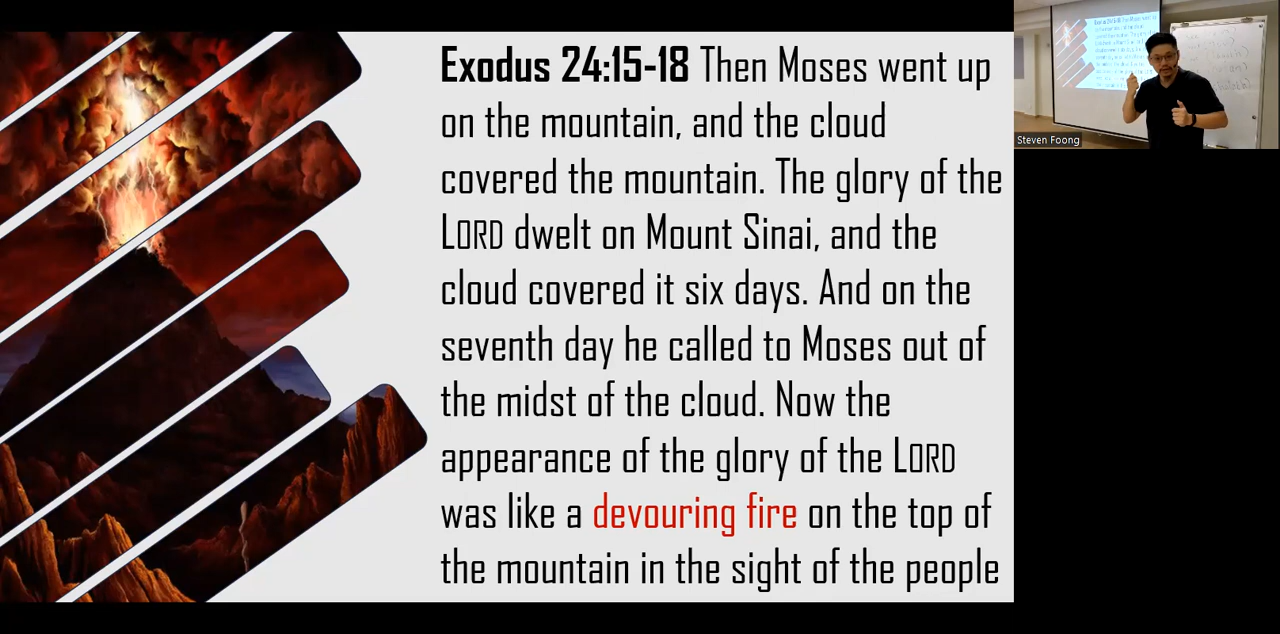 Exodus 24:15-18 Then Moses went up
on the mountain, and the cloud
covered the mountain. The glory of the
LORD dwelt on Mount Sinai, and the
cloud covered it six days. And on the
seventh day he called to Moses out of
the midst of the cloud. Now the
appearance of the glory of the LORD
was like a devouring fire on the top of
the mountain in the sight of the people
Steven Foong